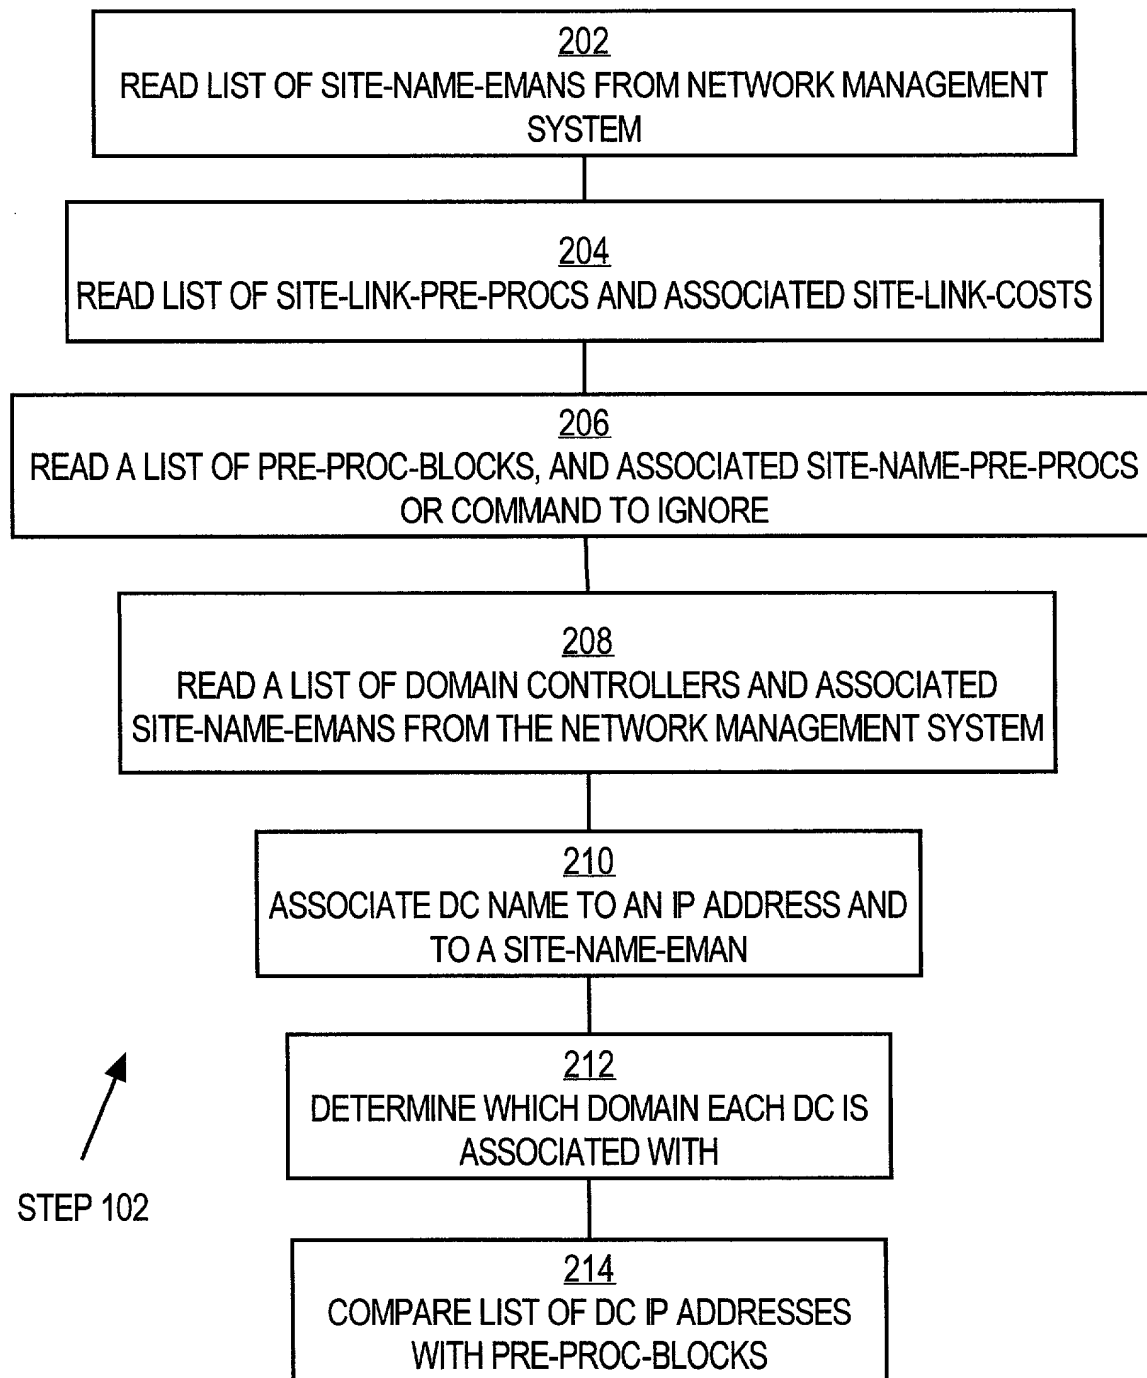 202
READ LIST OF SITE-NAME-EMANS FROM NETWORK MANAGEMENT
SYSTEM
204
READ LIST OF SITE-LINK-PRE-PROCS AND ASSOCIATED SITE-LINK-COSTS
206
READ A LIST OF PRE-PROC-BLOCKS, AND ASSOCIATED SITE-NAME-PRE-PROCS
OR COMMAND TO IGNORE
208
READ A LIST OF DOMAIN CONTROLLERS AND ASSOCIATED
SITE-NAME-EMANS FROM THE NETWORK MANAGEMENT SYSTEM
210
ASSOCIATE DC NAME TO AN IP ADDRESS AND
TO A SITE-NAME-EMAN
212
DETERMINE WHICH DOMAIN EACH DC IS
ASSOCIATED WITH
STEP 102
214
COMPARE LIST OF DC IP ADDRESSES
WITH PRE-PROC-BLOCKS